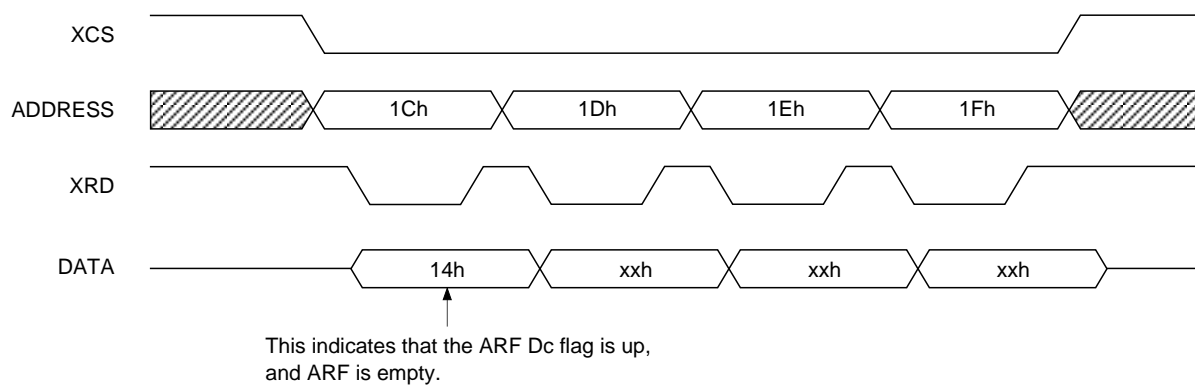 XCS
ADDRESS 1Ch 1Dh 1Eh 1Fh
XRD
DATA 14h xxh xxh xxh
This indicates that the ARF Dc flag is up,
and ARF is empty.